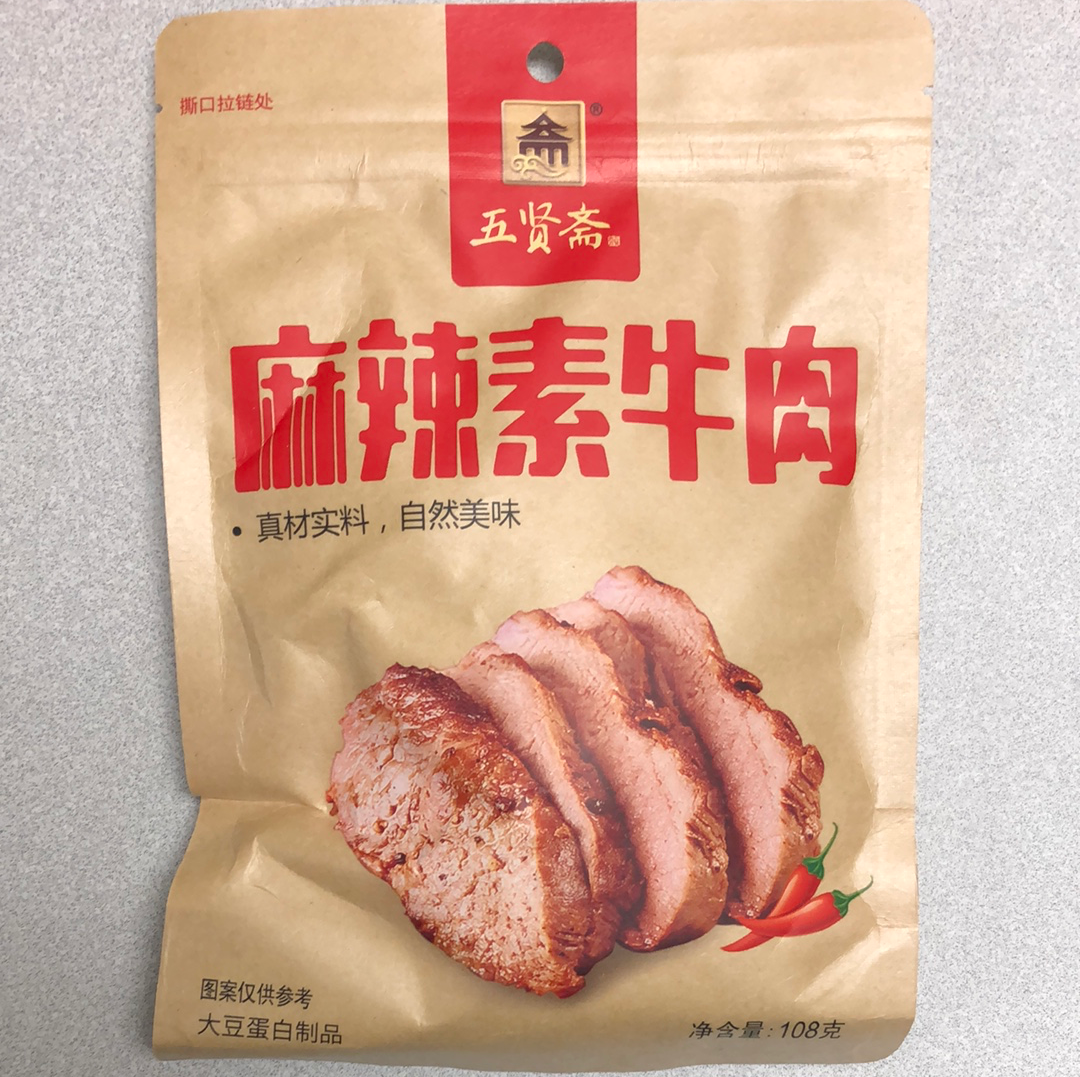 撕口拉链处
®
五贤斋
麻辣素牛肉
• 真材实料，自然美味
图案仅供参考
大豆蛋白制品
净含量：108克